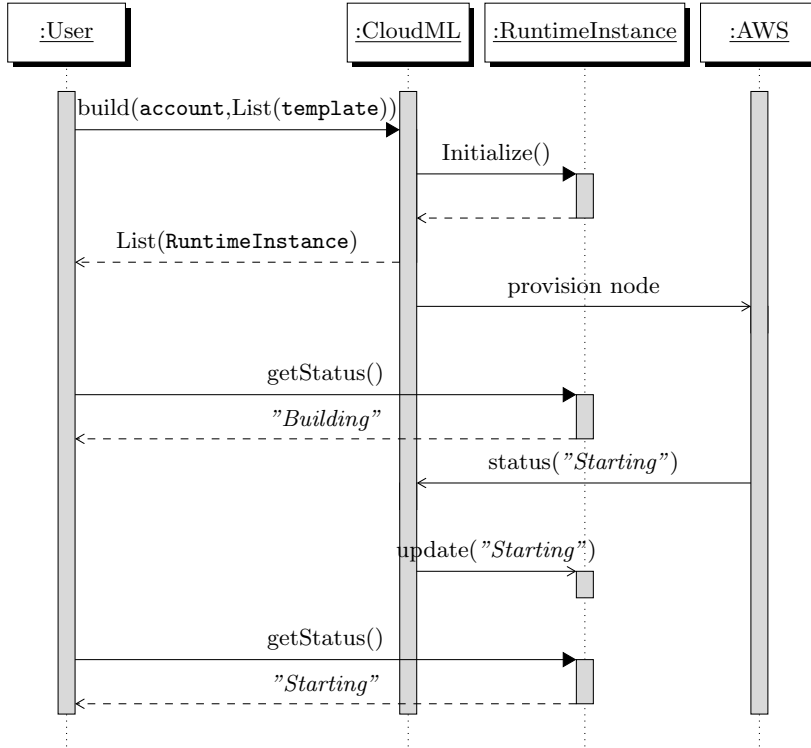 :User
:CloudML
:RuntimeInstance
:AWS
build(account,List(template))
Initialize()
List(RuntimeInstance)
provision node
getStatus()
”Building”
status(”Starting”)
update(”Starting”)
getStatus()
”Starting”